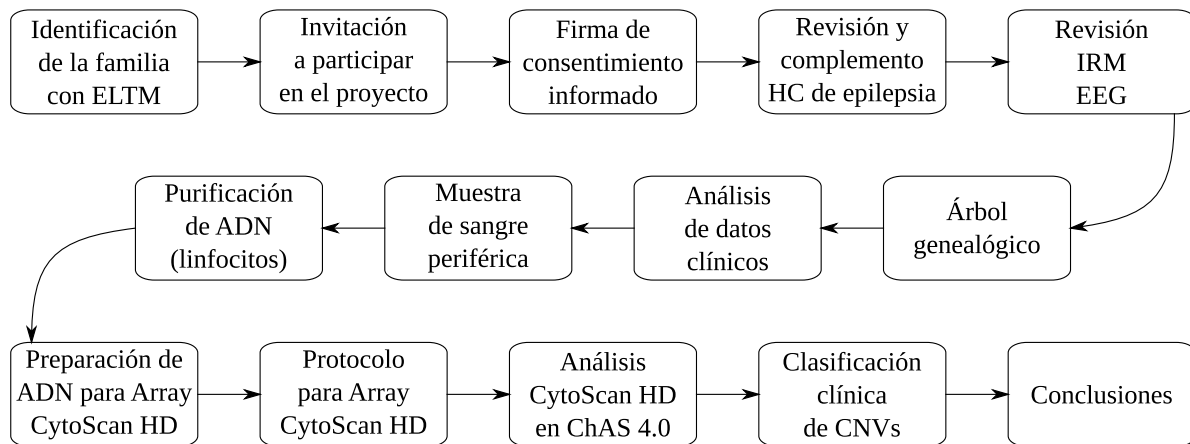 Identificación
de la familia
con ELTM
Invitación
a participar
en el proyecto
Firma de
consentimiento
informado
Revisión y
complemento
HC de epilepsia
Revisión
IRM
EEG
Árbol
genealógico
Análisis
de datos
clínicos
Muestra
de sangre
periférica
Purificación
de ADN
(linfocitos)
Preparación de
ADN para Array
CytoScan HD
Protocolo
para Array
CytoScan HD
Análisis
CytoScan HD
en ChAS 4.0
Clasificación
clínica
de CNVs
Conclusiones